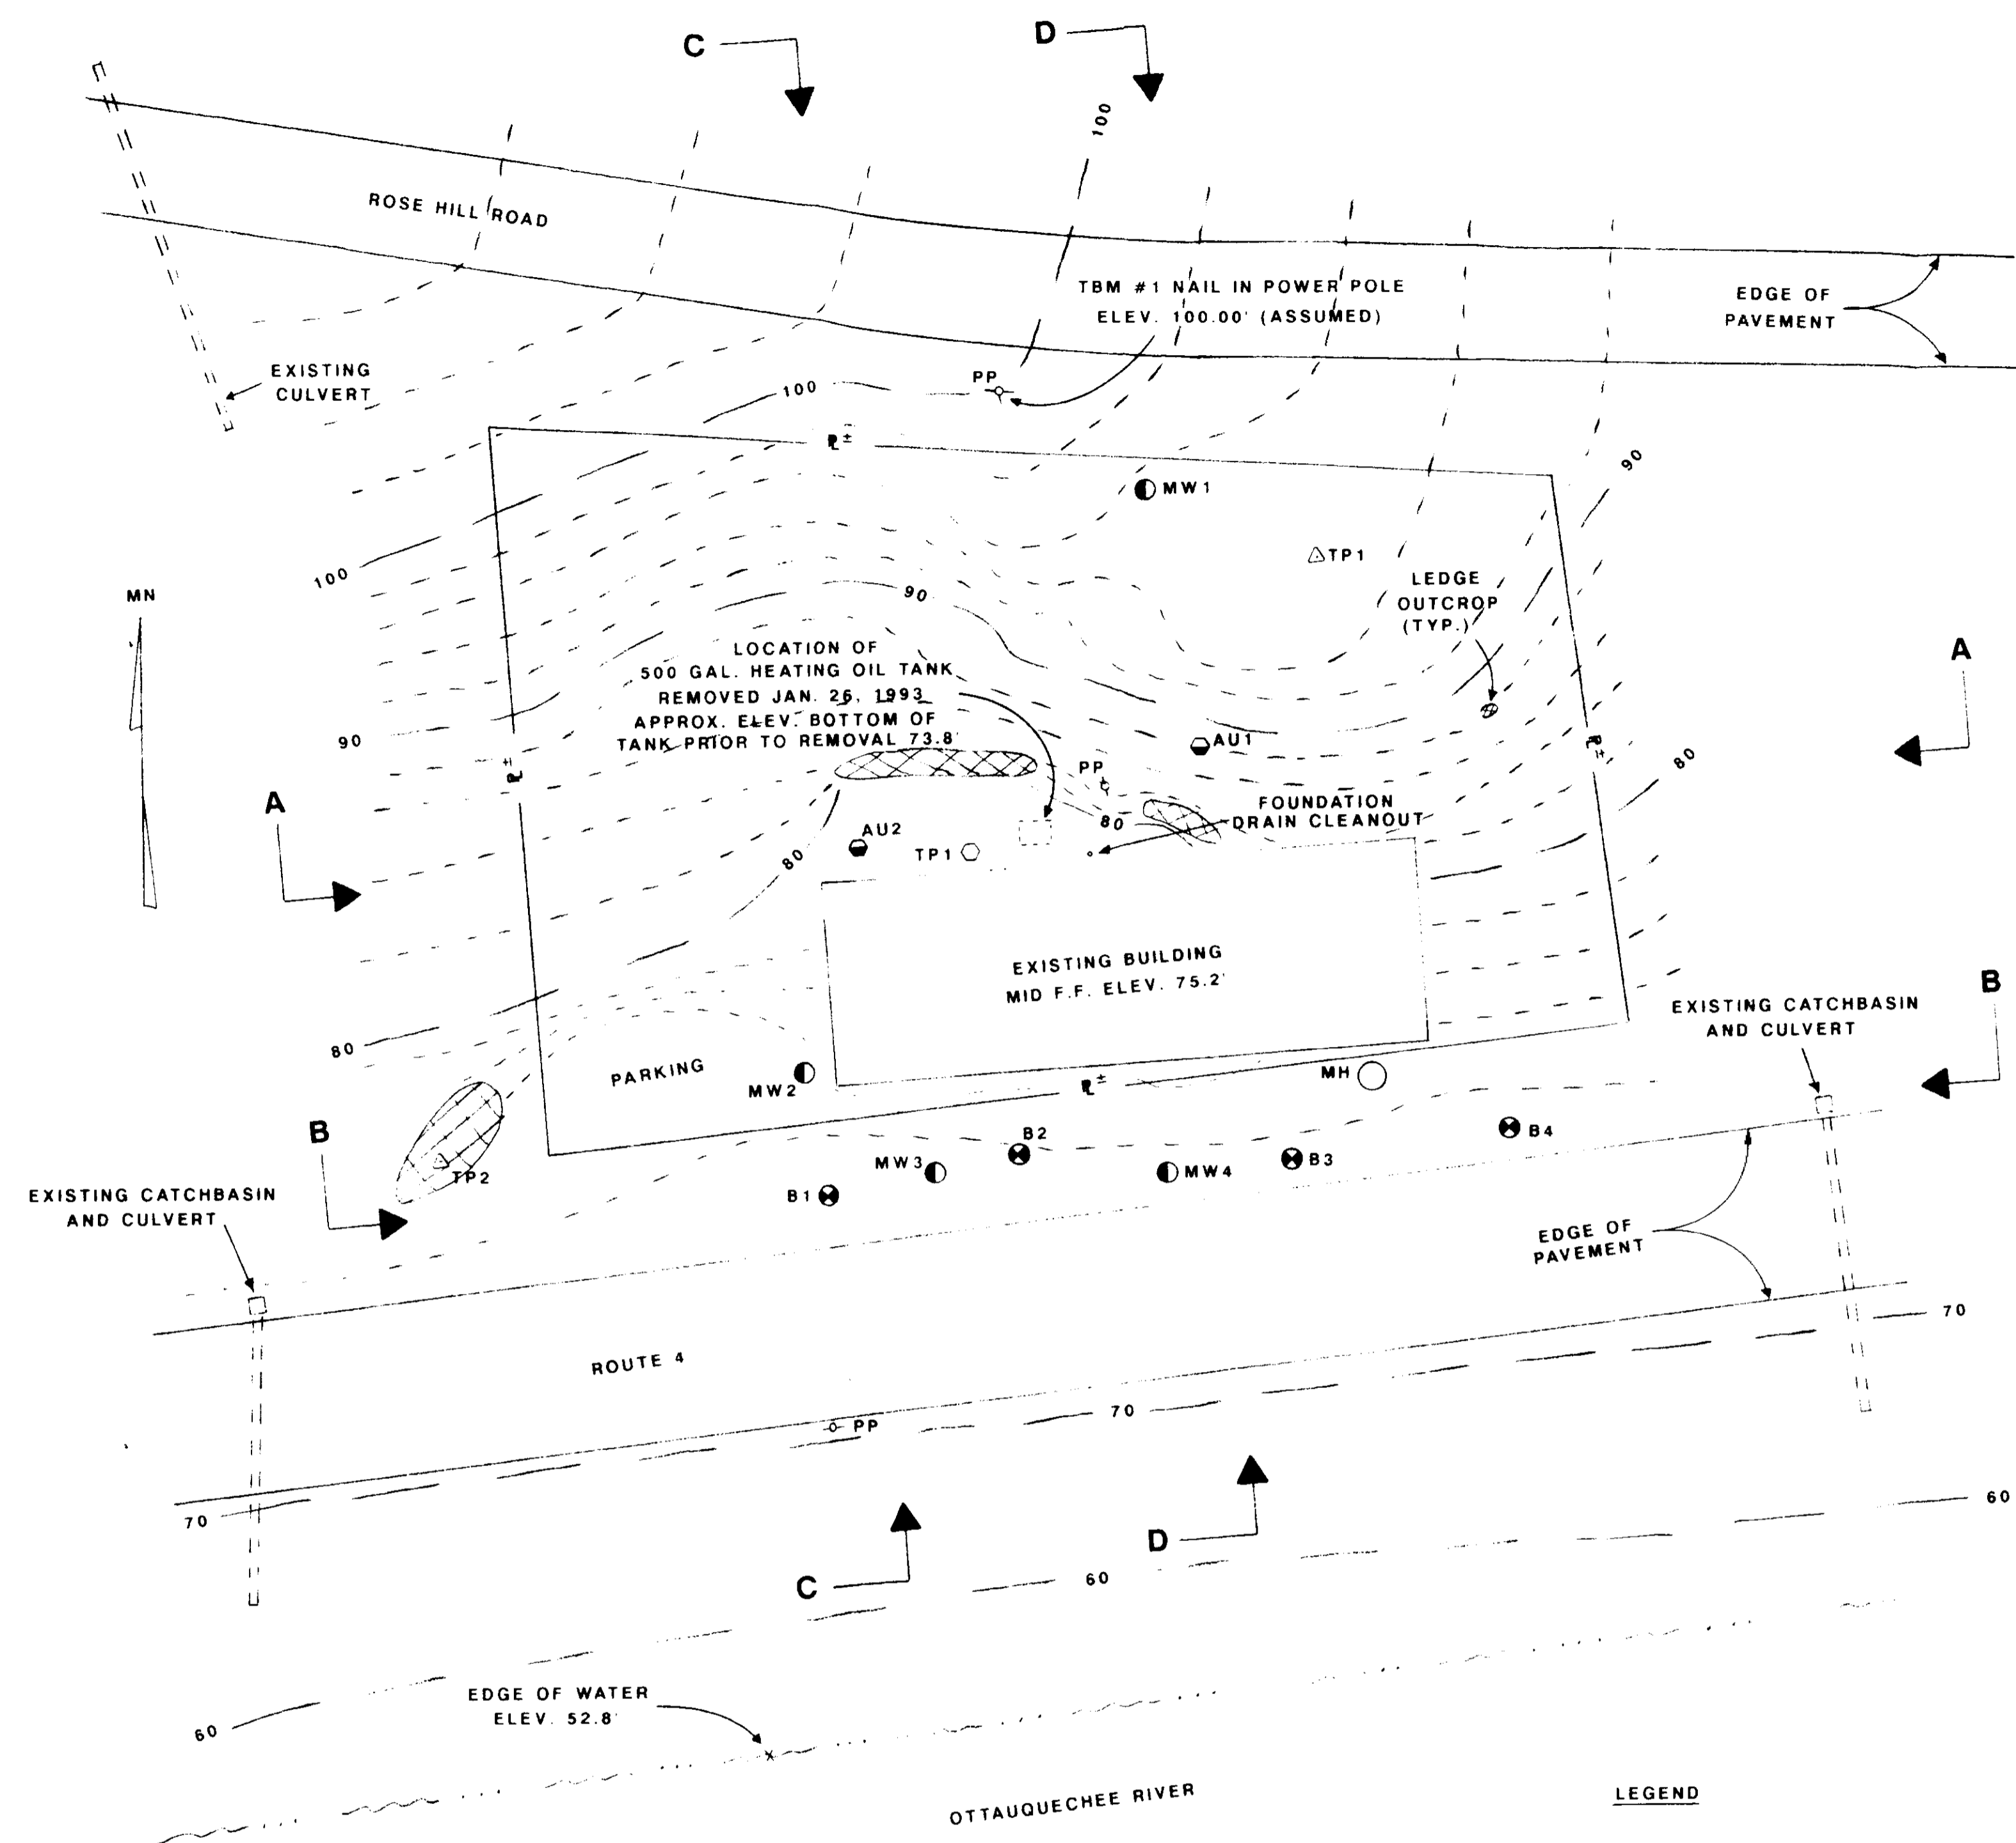 C
D
100
ROSE HILL ROAD
TBM #1 NAIL IN POWER POLE
ELEV. 100.00' (ASSUMED)
EDGE OF
PAVEMENT
EXISTING
CULVERT
PP
100
PL ±
90
MW1
100
TP1
MN
LEDGE
OUTCROP
(TYP.)
90
LOCATION OF
500 GAL. HEATING OIL TANK
REMOVED JAN. 26, 1993
APPROX. ELEV. BOTTOM OF
TANK PRIOR TO REMOVAL 73.8'
A
90
AU1
PL ±
80
PL ±
PP
A
FOUNDATION
DRAIN CLEANOUT
80
AU2
TP1
80
EXISTING BUILDING
MID F.F. ELEV. 75.2'
B
EXISTING CATCHBASIN
AND CULVERT
80
PARKING
MW2
PL ±
MH
B
B2
B4
MW3
MW4
B3
TP2
B1
EXISTING CATCHBASIN
AND CULVERT
EDGE OF
PAVEMENT
70
ROUTE 4
70
PP
70
60
D
C
60
EDGE OF WATER
ELEV. 52.8'
60
OTTAUQUECHEE RIVER
LEGEND